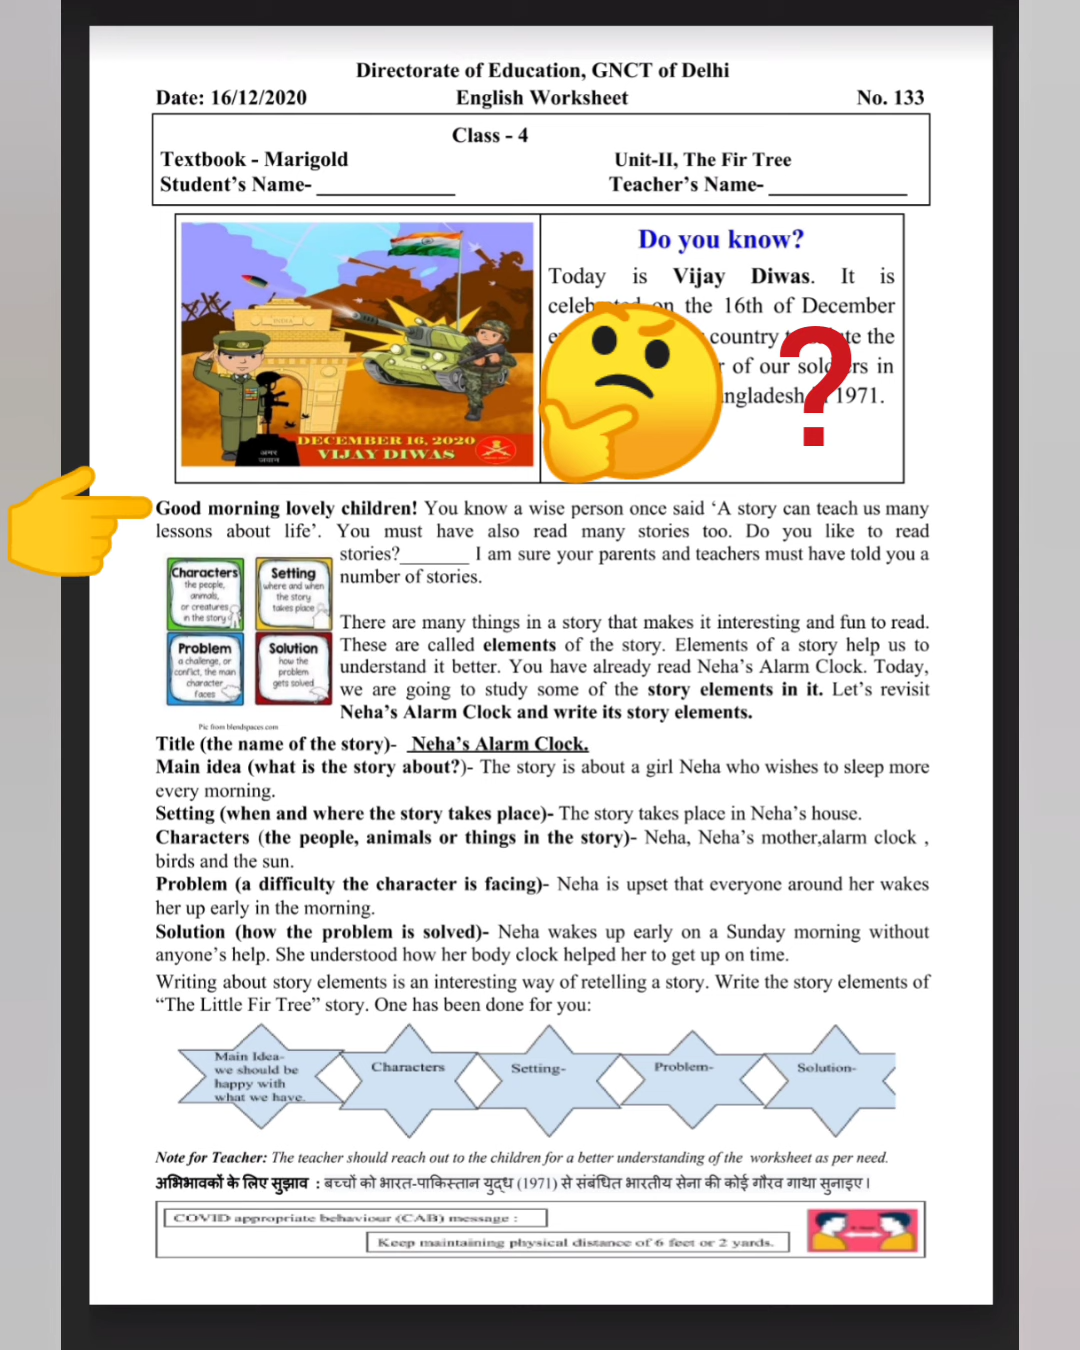 Directorate of Education, GNCT of Delhi
Date: 16/12/2020 English Worksheet No. 133
Class - 4
Textbook - Marigold Unit-II, The Fir Tree
Student's Name- ______________ Teacher's Name- ______________
DECEMBER 16, 2020
VIJAY DIWAS
Do you know?
Today is Vijay Diwas. It is
on the 16th of December
country the
of our in
1971.
Good morning lovely children! You know a wise person once said ‘A story can teach us many
lessons about life’. You must have also read many stories too. Do you like to read
stories?_______ I am sure your parents and teachers must have told you a
number of stories.
Characters
the people,
animals,
or creatures
in the story
Setting
where and when
the story
takes place
Problem
a challenge, or
conflict, the main
character
faces
Solution
how the
problem
gets solved
Pic from blendspaces.com
There are many things in a story that makes it interesting and fun to read.
These are called elements of the story. Elements of a story help us to
understand it better. You have already read Neha’s Alarm Clock. Today,
we are going to study some of the story elements in it. Let’s revisit
Neha’s Alarm Clock and write its story elements.
Title (the name of the story)- Neha’s Alarm Clock.
Main idea (what is the story about?)- The story is about a girl Neha who wishes to sleep more
every morning.
Setting (when and where the story takes place)- The story takes place in Neha’s house.
Characters (the people, animals or things in the story)- Neha, Neha’s mother,alarm clock ,
birds and the sun.
Problem (a difficulty the character is facing)- Neha is upset that everyone around her wakes
her up early in the morning.
Solution (how the problem is solved)- Neha wakes up early on a Sunday morning without
anyone’s help. She understood how her body clock helped her to get up on time.
Writing about story elements is an interesting way of retelling a story. Write the story elements of
“The Little Fir Tree” story. One has been done for you:
Main Idea-
we should be
happy with
what we have.
Characters
Setting-
Problem-
Solution-
Note for Teacher: The teacher should reach out to the children for a better understanding of the worksheet as per need.
अभिभावकों के लिए सुझाव : बच्चों को भारत-पाकिस्तान युद्ध (1971) से संबंधित भारतीय सेना की कोई गौरव गाथा सुनाइए।
COVID appropriate behaviour (CAB) message :
Keep maintaining physical distance of 6 feet or 2 yards.